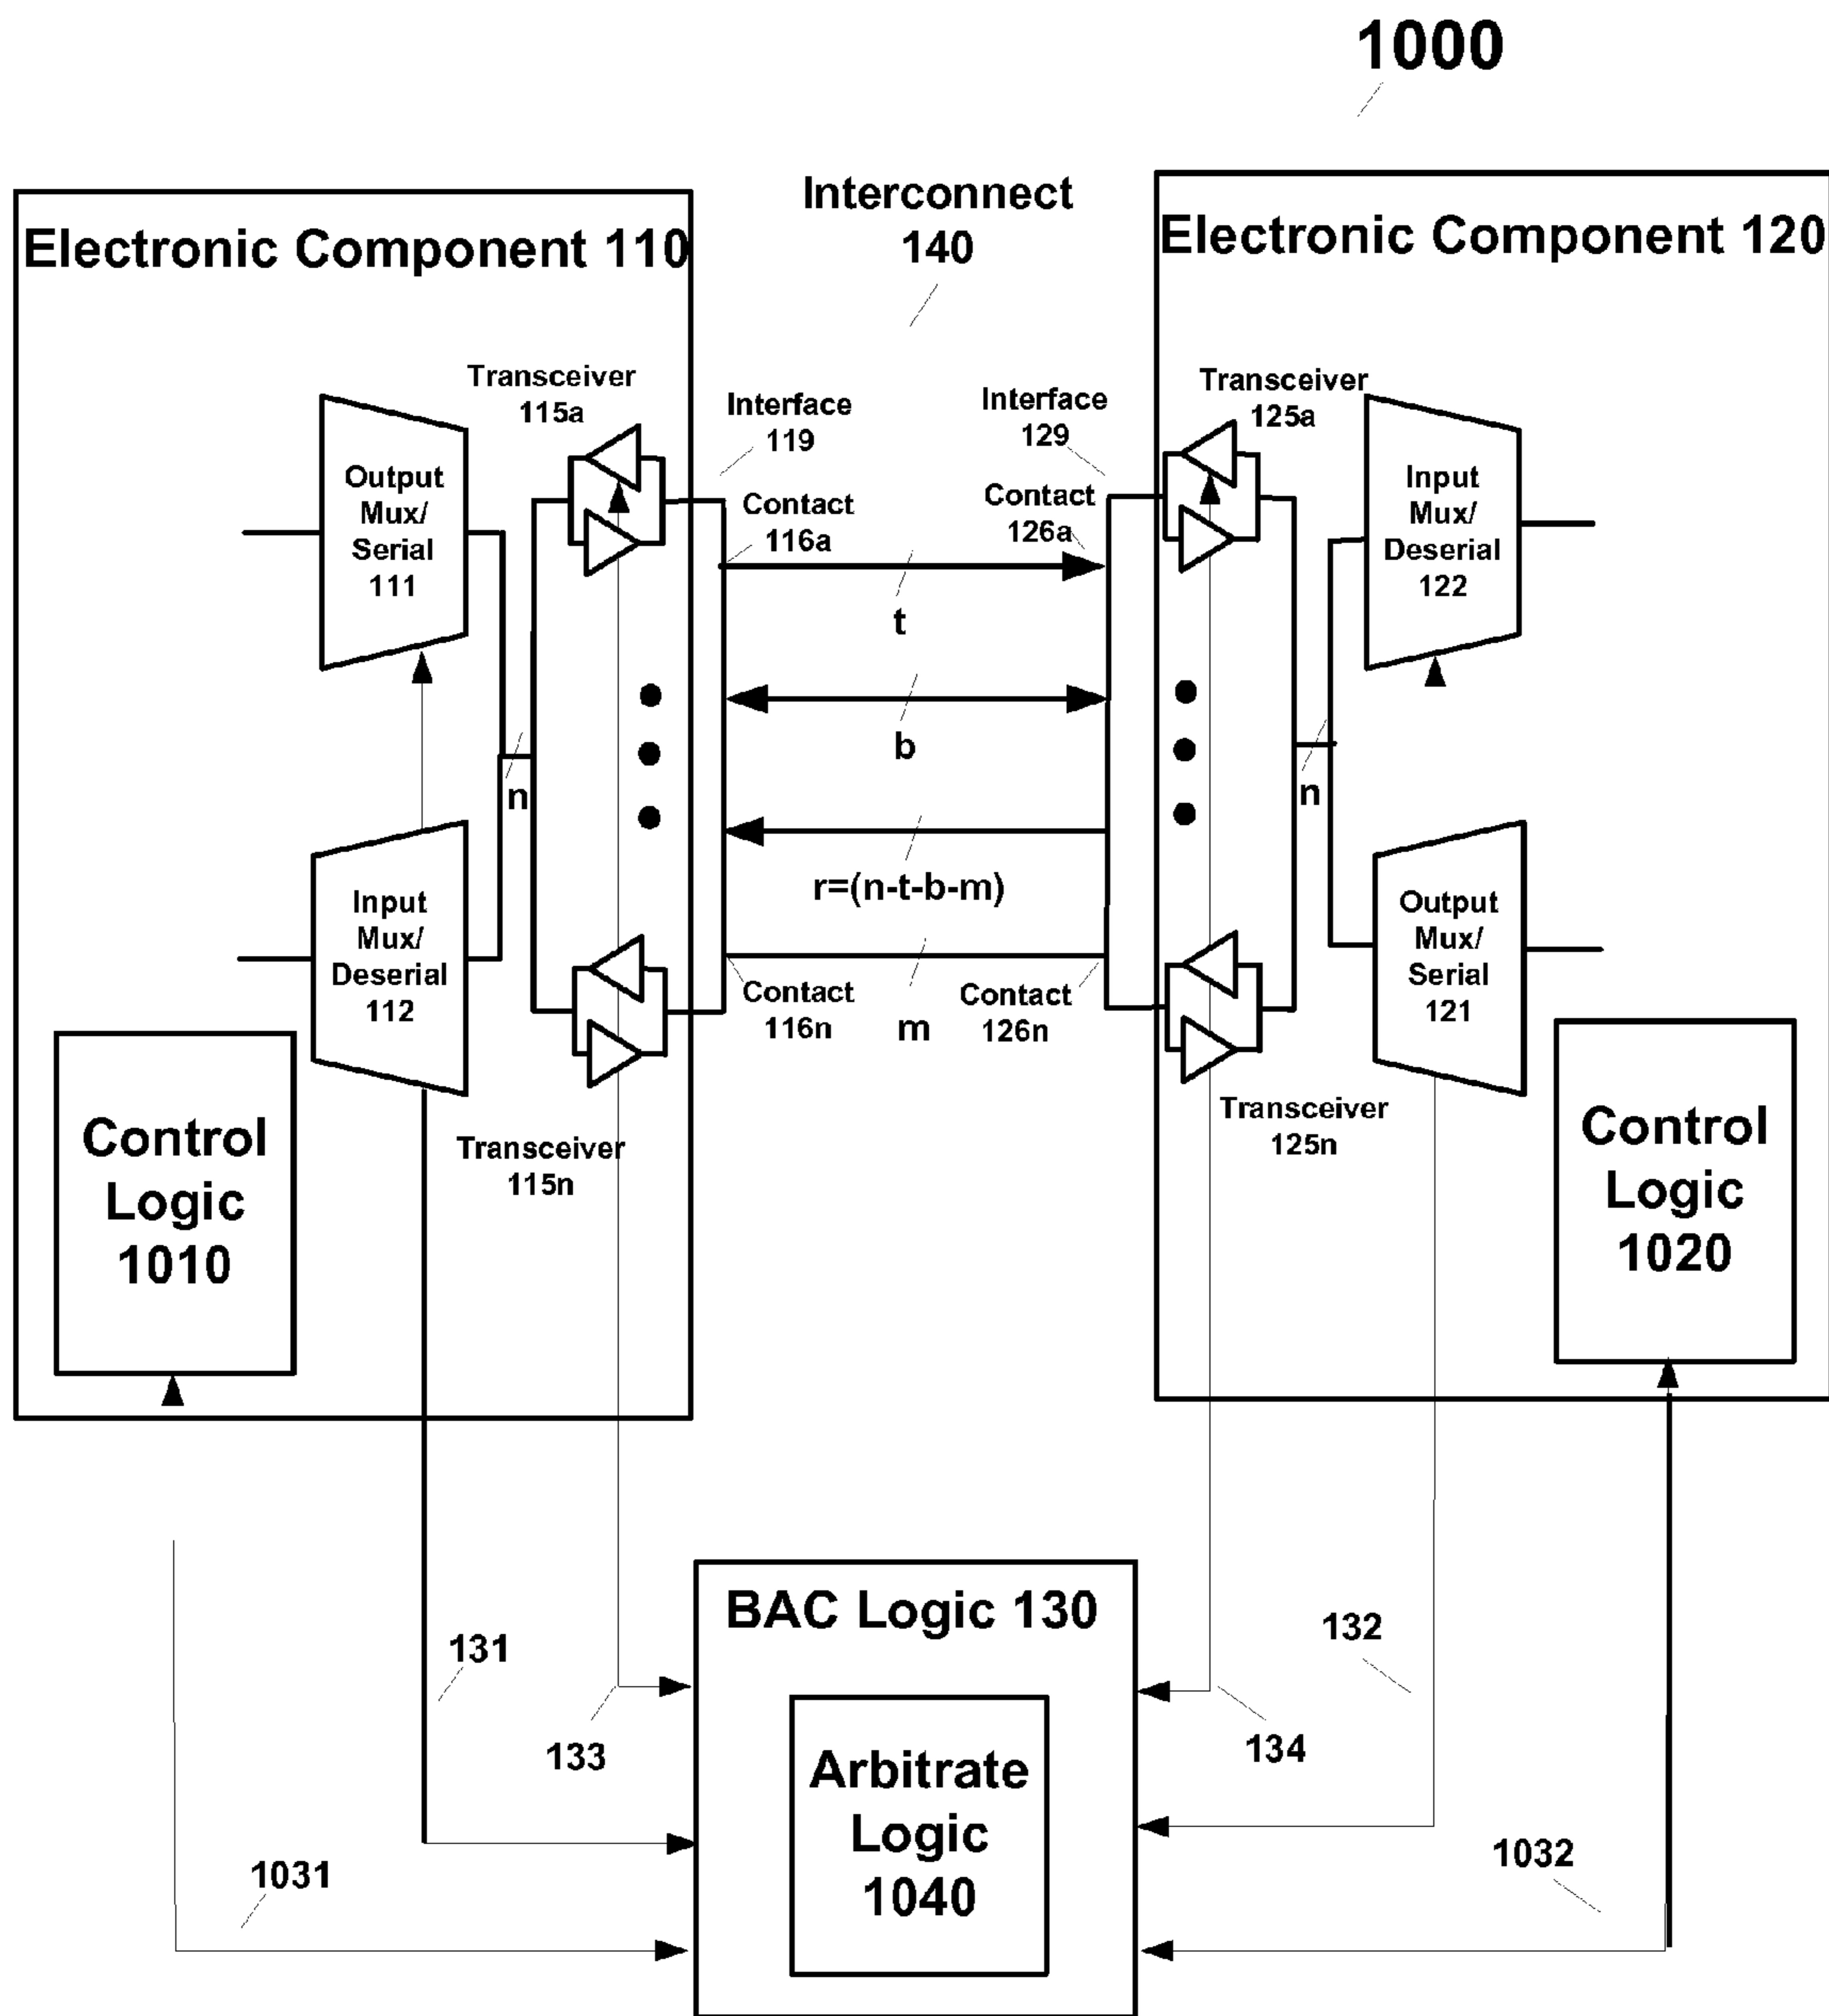 1000
Interconnect
140
Electronic Component 110
Electronic Component 120
Transceiver
115a
Interface
119
Interface
129
Transceiver
125a
Output
Mux/
Serial
111
Contact
116a
Contact
126a
Input
Mux/
Deserial
122
t
b
n
n
r=(n-t-b-m)
Input
Mux/
Deserial
112
Output
Mux/
Serial
121
Contact
116n
m
Contact
126n
Control
Logic
1010
Transceiver
115n
Transceiver
125n
Control
Logic
1020
BAC Logic 130
131
133
132
134
Arbitrate
Logic
1040
1031
1032